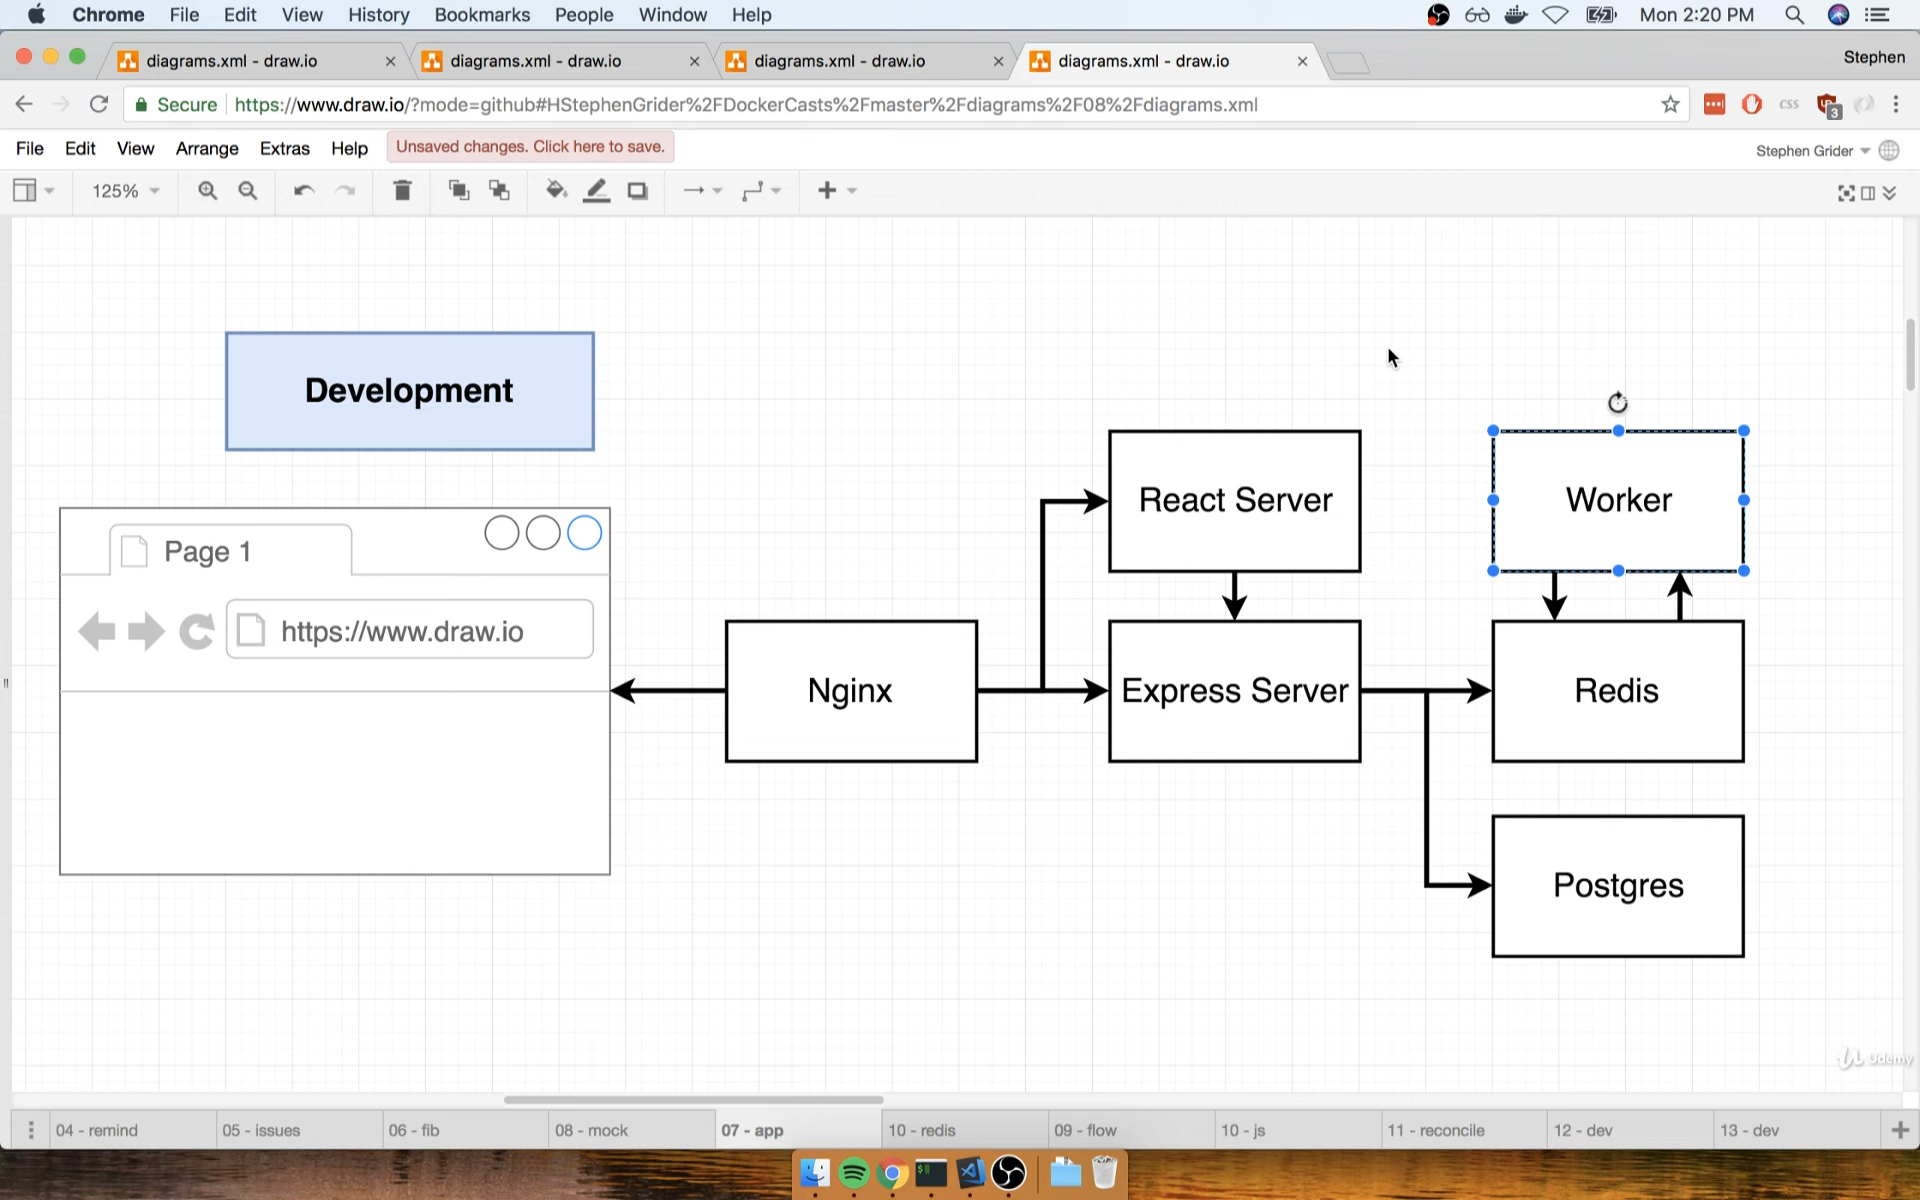 Chrome File Edit View History Bookmarks People Window Help Mon 2:20 PM
diagrams.xml - draw.io diagrams.xml - draw.io diagrams.xml - draw.io diagrams.xml - draw.io Stephen
Secure https://www.draw.io/?mode=github#HStephenGrider%2FDockerCasts%2Fmaster%2Fdiagrams%2F08%2Fdiagrams.xml CSS 3
File Edit View Arrange Extras Help Unsaved changes. Click here to save. Stephen Grider
125%
Development
React Server
Worker
Page 1
https://www.draw.io
Nginx
Express Server
Redis
Postgres
Udemy
04 - remind 05 - issues 06 - fib 08 - mock 07 - app 10 - redis 09 - flow 10 - js 11 - reconcile 12 - dev 13 - dev